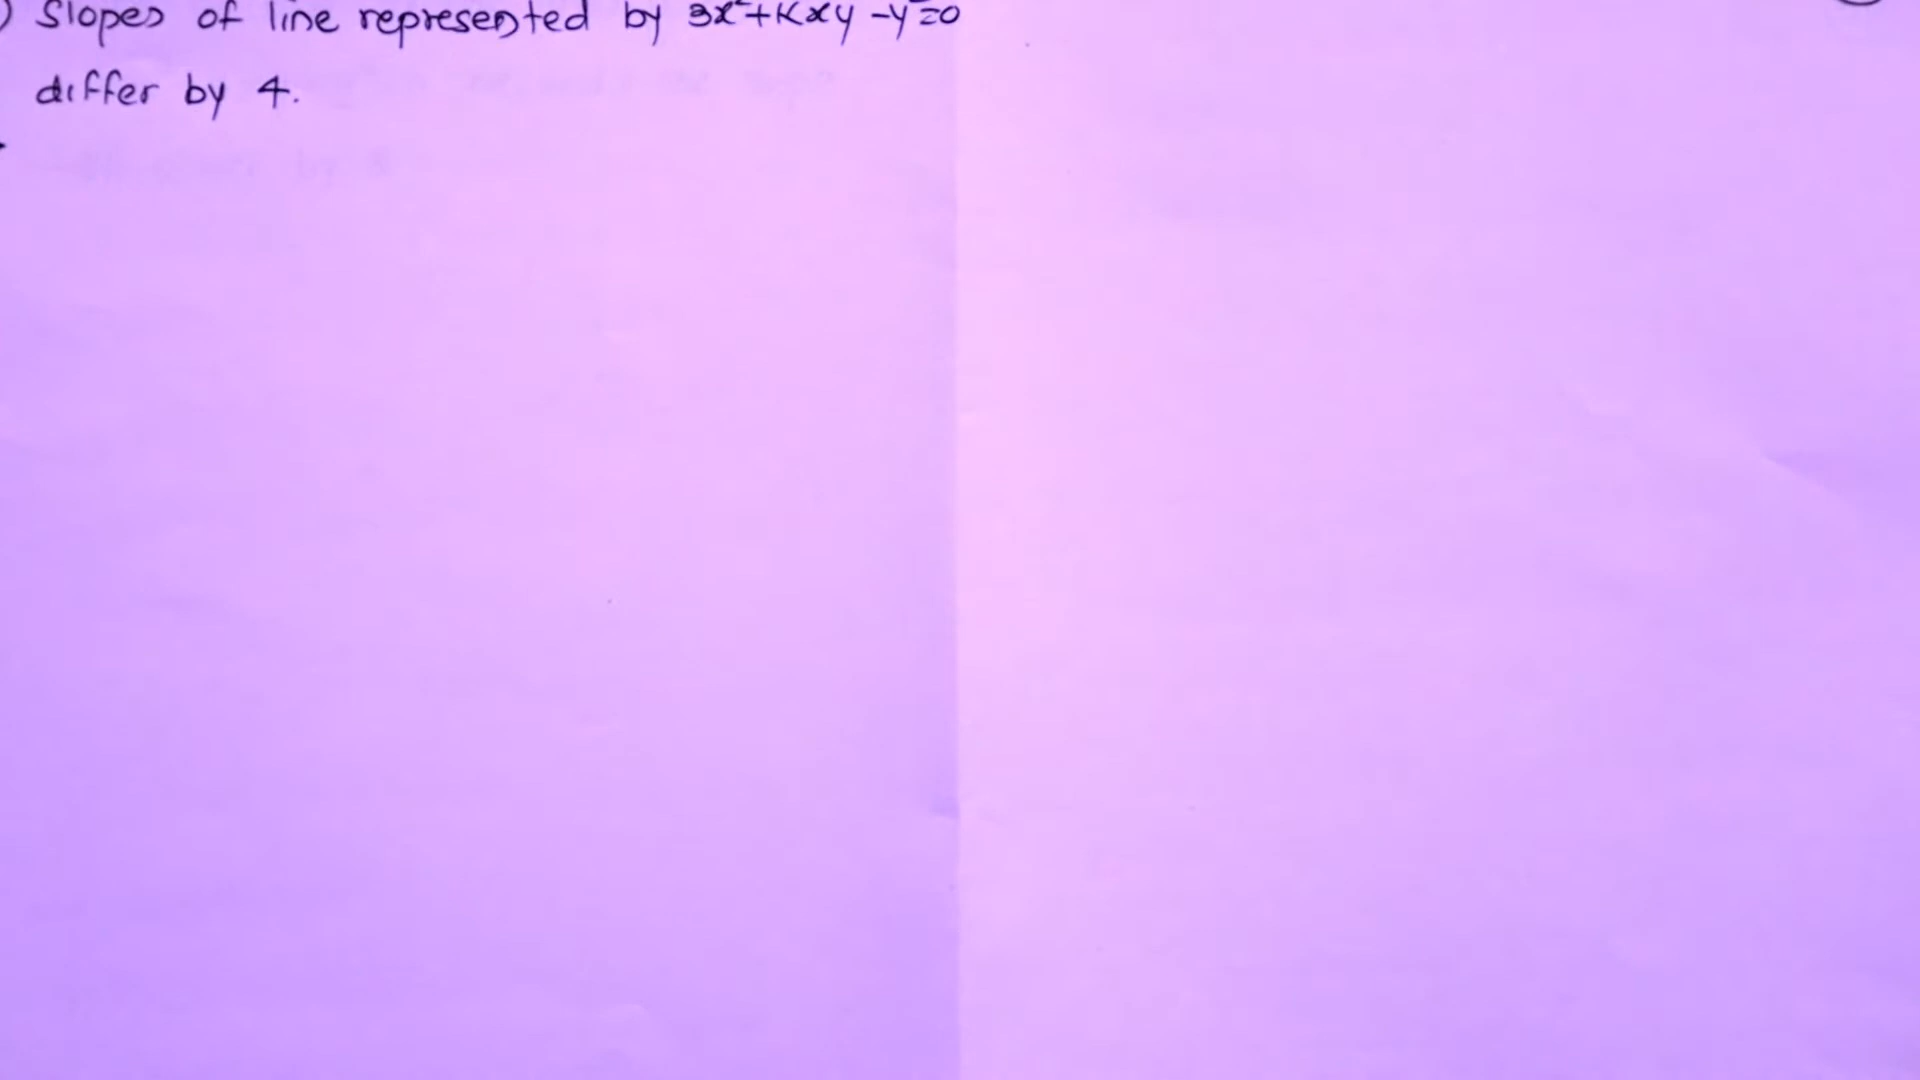 ) Slopes of line represented by 3x²+Kxy-y²=0
differ by 4.